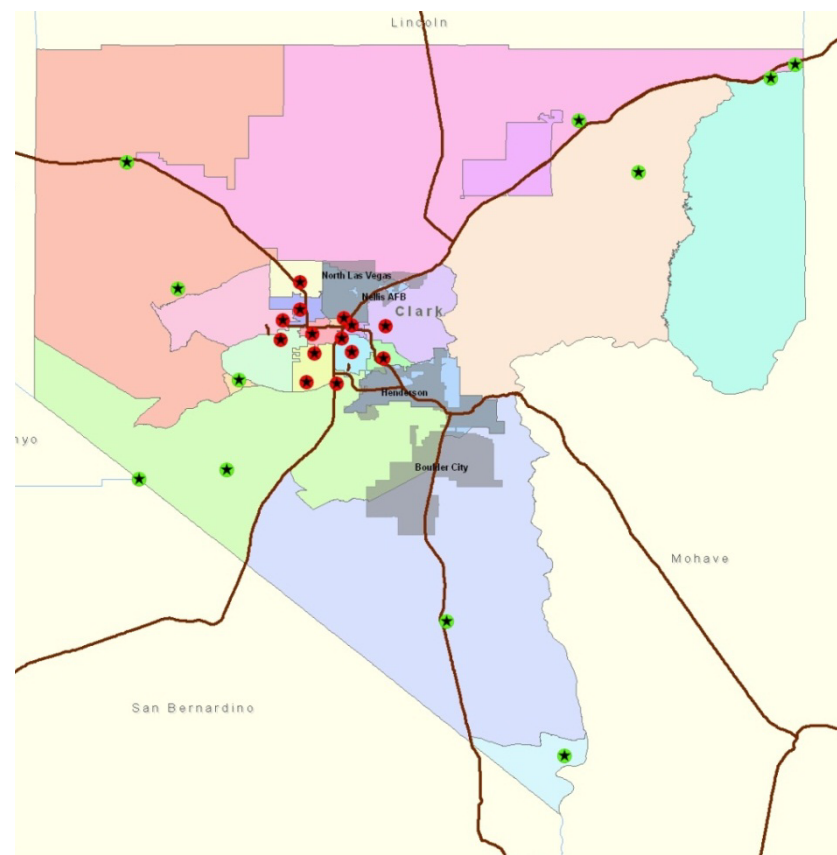 Lincoln
North Las Vegas
Nellis AFB
Clark
Henderson
nyo
Boulder City
Mohave
San Bernardino